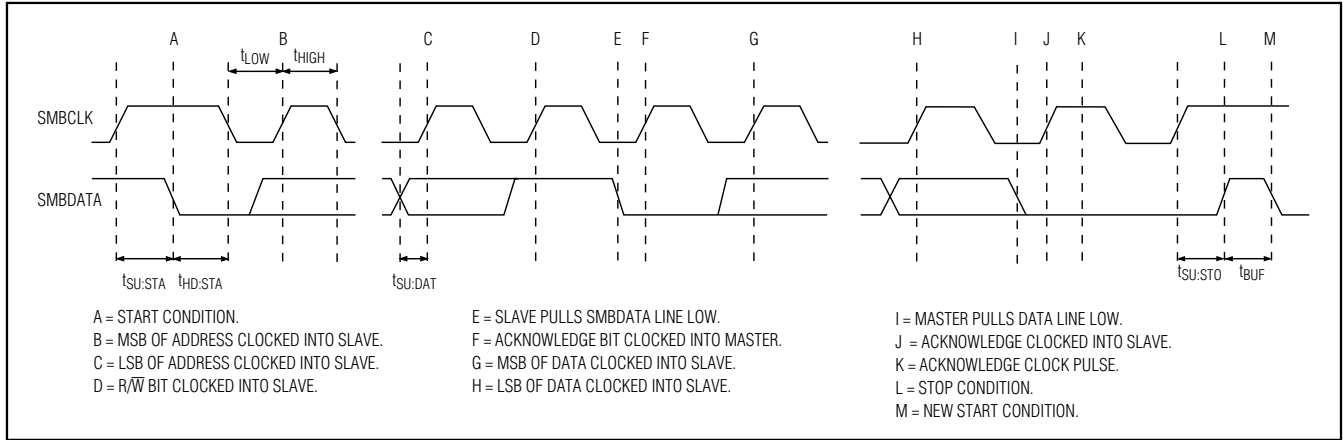 A B C D E F G H I J K L M
tLOW tHIGH
SMBCLK
SMBDATA
tSU:STA tHD:STA tSU:DAT tSU:STO tBUF
A = START CONDITION.
B = MSB OF ADDRESS CLOCKED INTO SLAVE.
C = LSB OF ADDRESS CLOCKED INTO SLAVE.
D = R/W̅ BIT CLOCKED INTO SLAVE.
E = SLAVE PULLS SMBDATA LINE LOW.
F = ACKNOWLEDGE BIT CLOCKED INTO MASTER.
G = MSB OF DATA CLOCKED INTO SLAVE.
H = LSB OF DATA CLOCKED INTO SLAVE.
I = MASTER PULLS DATA LINE LOW.
J = ACKNOWLEDGE CLOCKED INTO SLAVE.
K = ACKNOWLEDGE CLOCK PULSE.
L = STOP CONDITION.
M = NEW START CONDITION.